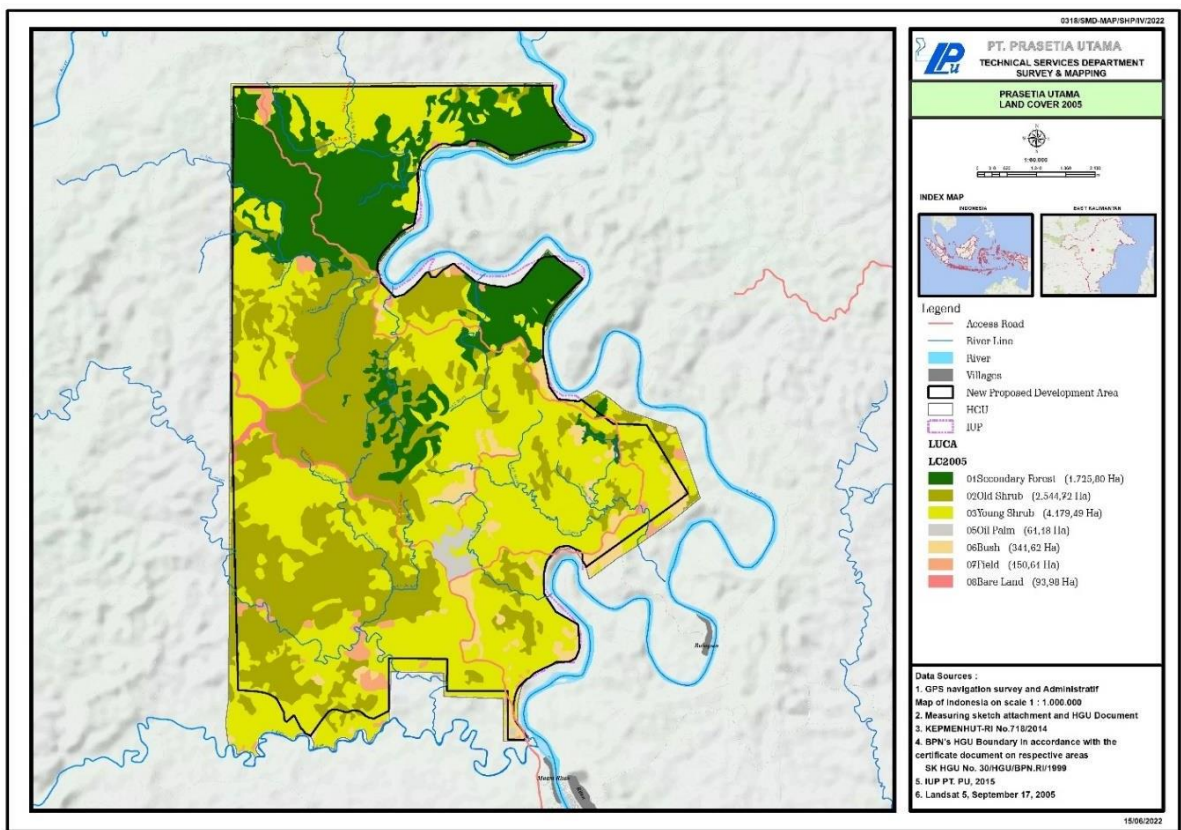 0318/SMD-MAP/SHP/IV/2022
PT. PRASETIA UTAMA
TECHNICAL SERVICES DEPARTMENT
SURVEY & MAPPING
PRASETIA UTAMA
LAND COVER 2005
1:60.000
INDEX MAP
INDONESIA
EAST KALIMANTAN
Legend
Access Road
River Line
River
Villages
New Proposed Development Area
HGU
IUP
LUCA
LC2005
01Secondary Forest (1.725,80 Ha)
02Old Shrub (2.544,72 Ha)
03Young Shrub (4.179,49 Ha)
05Oil Palm (61,18 Ha)
06Bush (341,62 Ha)
07Field (150,61 Ha)
08Bare Land (93,98 Ha)
Data Sources :
1. GPS navigation survey and Administratif
Map of Indonesia on scale 1 : 1.000.000
2. Measuring sketch attachment and HGU Document
3. KEPMENHUT-RI No.718/2014
4. BPN's HGU Boundary in accordance with the
certificate document on respective areas
SK HGU No. 30/HGU/BPN.RI/1999
5. IUP PT. PU, 2015
6. Landsat 5, September 17, 2005
15/06/2022